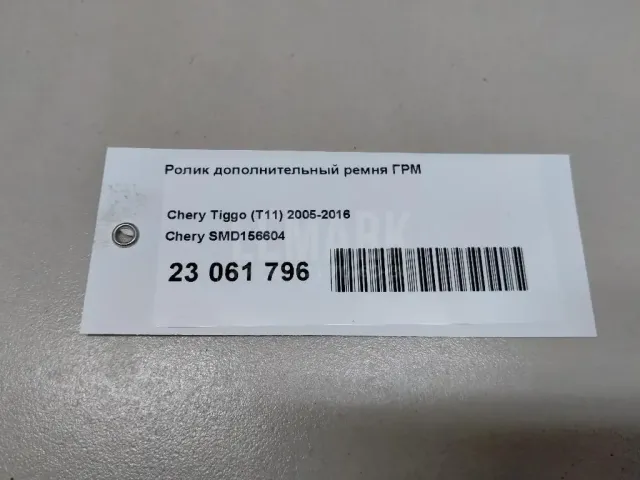 Ролик дополнительный ремня ГРМ
Chery Tiggo (T11) 2005-2016
Chery SMD156604
23 061 796